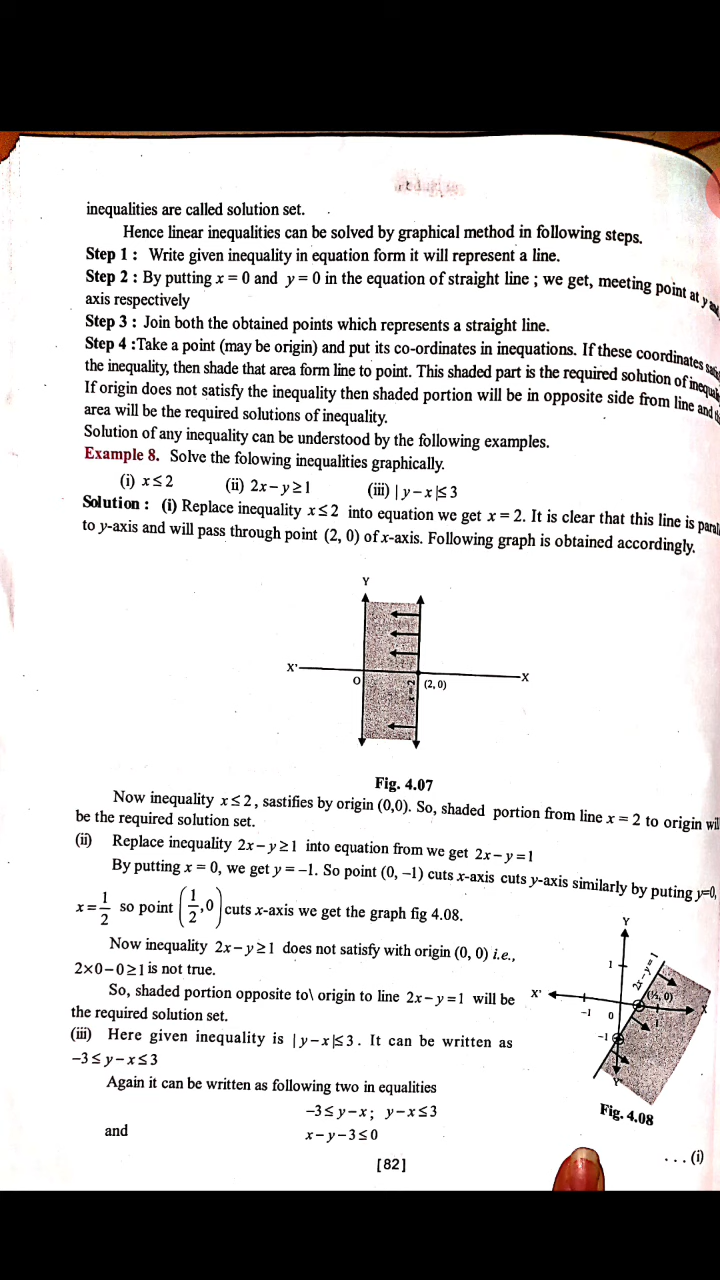 inequalities are called solution set.
Hence linear inequalities can be solved by graphical method in following steps.
Step 1 : Write given inequality in equation form it will represent a line.
Step 2 : By putting x = 0 and y = 0 in the equation of straight line ; we get, meeting point at y
axis respectively
Step 3 : Join both the obtained points which represents a straight line.
Step 4 :Take a point (may be origin) and put its co-ordinates in inequations. If these coordinates
the inequality, then shade that area form line to point. This shaded part is the required solution of
If origin does not satisfy the inequality then shaded portion will be in opposite side from line and
area will be the required solutions of inequality.
Solution of any inequality can be understood by the following examples.
Example 8. Solve the folowing inequalities graphically.
(i) x ≤ 2 (ii) 2x − y ≥ 1 (iii) | y − x |≤ 3
Solution : (i) Replace inequality x ≤ 2 into equation we get x = 2. It is clear that this line is
to y-axis and will pass through point (2, 0) of x-axis. Following graph is obtained accordingly.
Y
X'
X
O
x = 2
(2, 0)
Fig. 4.07
Now inequality x ≤ 2 , sastifies by origin (0,0). So, shaded portion from line x = 2 to origin
be the required solution set.
(ii) Replace inequality 2x − y ≥ 1 into equation from we get 2x − y = 1
By putting x = 0, we get y = −1. So point (0, −1) cuts x-axis cuts y-axis similarly by puting y=0,
x = 1/2 so point (1/2, 0) cuts x-axis we get the graph fig 4.08.
Now inequality 2x − y ≥ 1 does not satisfy with origin (0, 0) i.e.,
2×0−0 ≥ 1 is not true.
So, shaded portion opposite to\ origin to line 2x − y = 1 will be
the required solution set.
(iii) Here given inequality is | y − x |≤ 3 . It can be written as
−3 ≤ y − x ≤ 3
Again it can be written as following two in equalities
−3 ≤ y − x; y − x ≤ 3
and x − y − 3 ≤ 0
. . . (i)
Y
1
2x − y = 1
X'
(½, 0)
X
−1
0
1
−1
Y'
Fig. 4.08
[82]